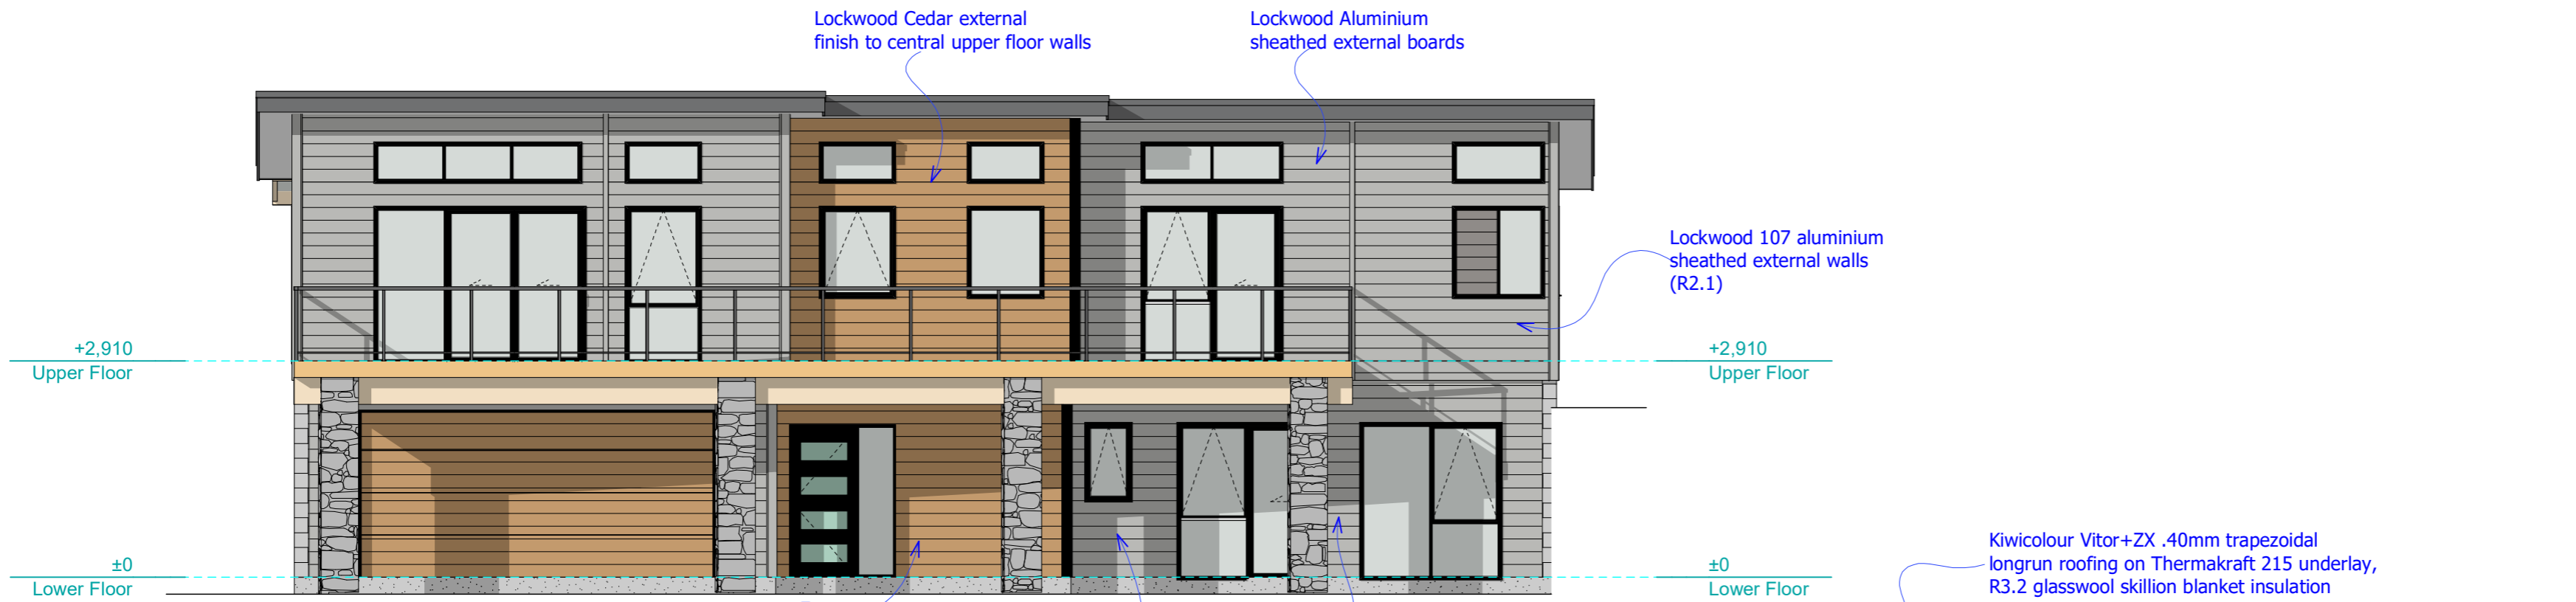 Lockwood Cedar external
finish to central upper floor walls
Lockwood Aluminium
sheathed external boards
Lockwood 107 aluminium
sheathed external walls
(R2.1)
+2,910
Upper Floor
+2,910
Upper Floor
±0
Lower Floor
±0
Lower Floor
Kiwicolour Vitor+ZX .40mm trapezoidal
longrun roofing on Thermakraft 215 underlay,
R3.2 glasswool skillion blanket insulation